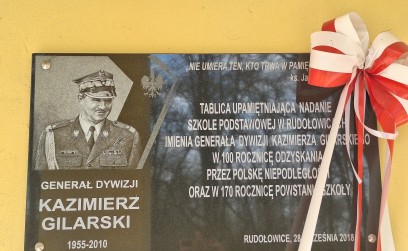 „NIE UMIERA TEN, KTO TRWA W PAMIĘ
ks. Ja
TABLICA UPAMIĘTNIAJĄCA NADANIE
SZKOLE PODSTAWOWEJ W RUDOŁOWICACH
IMIENIA GENERAŁA DYWIZJI KAZIMIERZA GILARSKIEGO
W 100 ROCZNICĘ ODZYSKANIA
PRZEZ POLSKĘ NIEPODLEGŁO
ORAZ W 170 ROCZNICĘ POWSTANIA SZKOŁY
RUDOŁOWICE, 28 WRZEŚNIA 2018
GENERAŁ DYWIZJI
KAZIMIERZ
GILARSKI
1955-2010